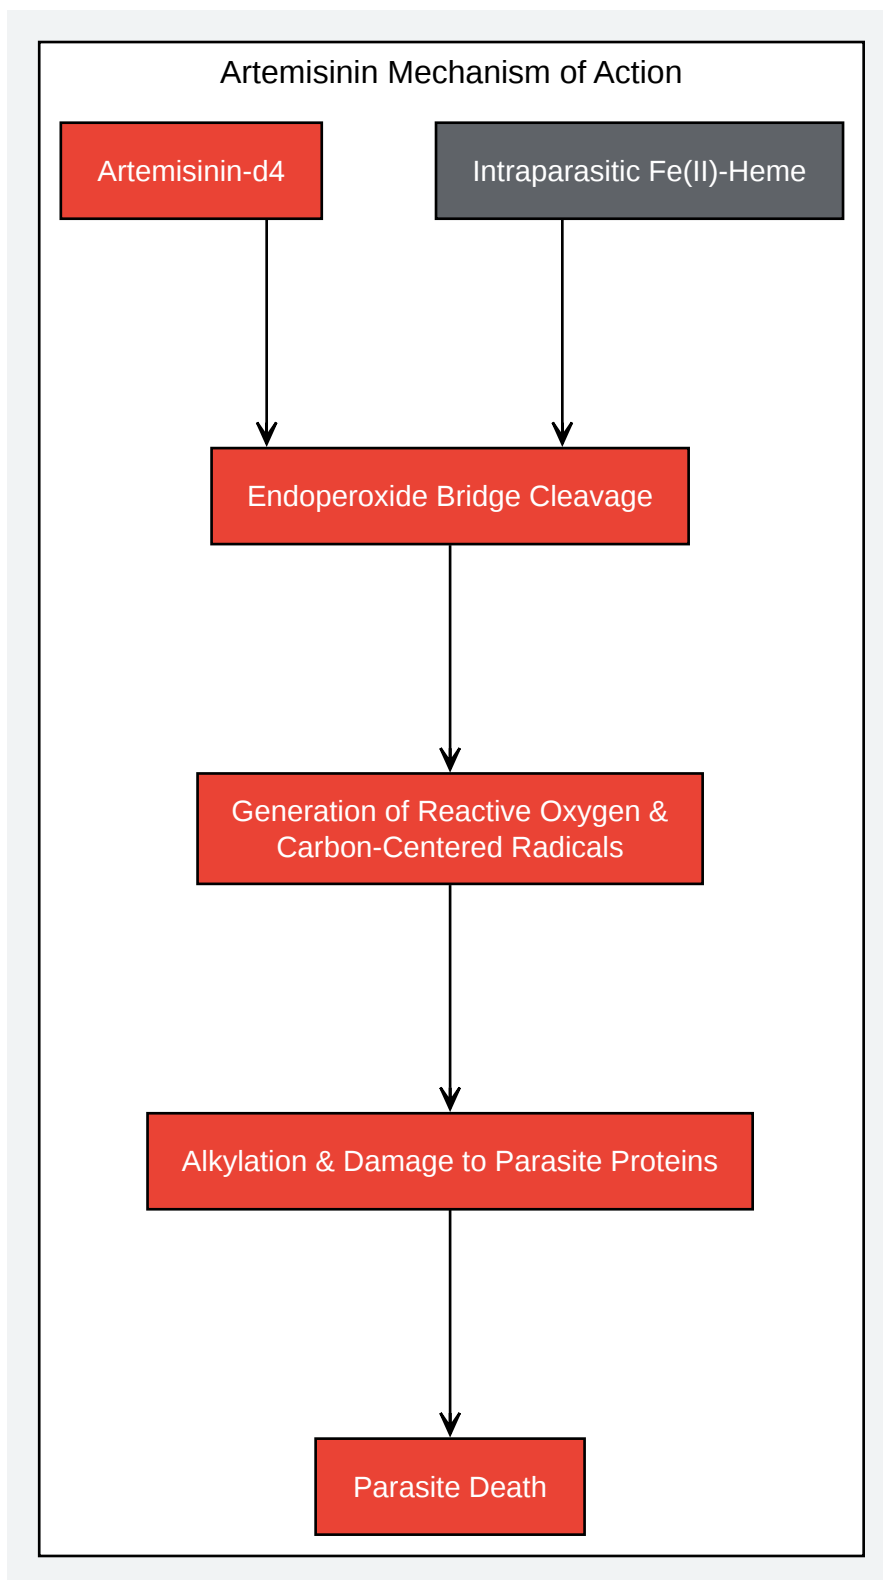 Artemisinin Mechanism of Action
Artemisinin-d4
Intraparasitic Fe(II)-Heme
Endoperoxide Bridge Cleavage
Generation of Reactive Oxygen &
Carbon-Centered Radicals
Alkylation & Damage to Parasite Proteins
Parasite Death